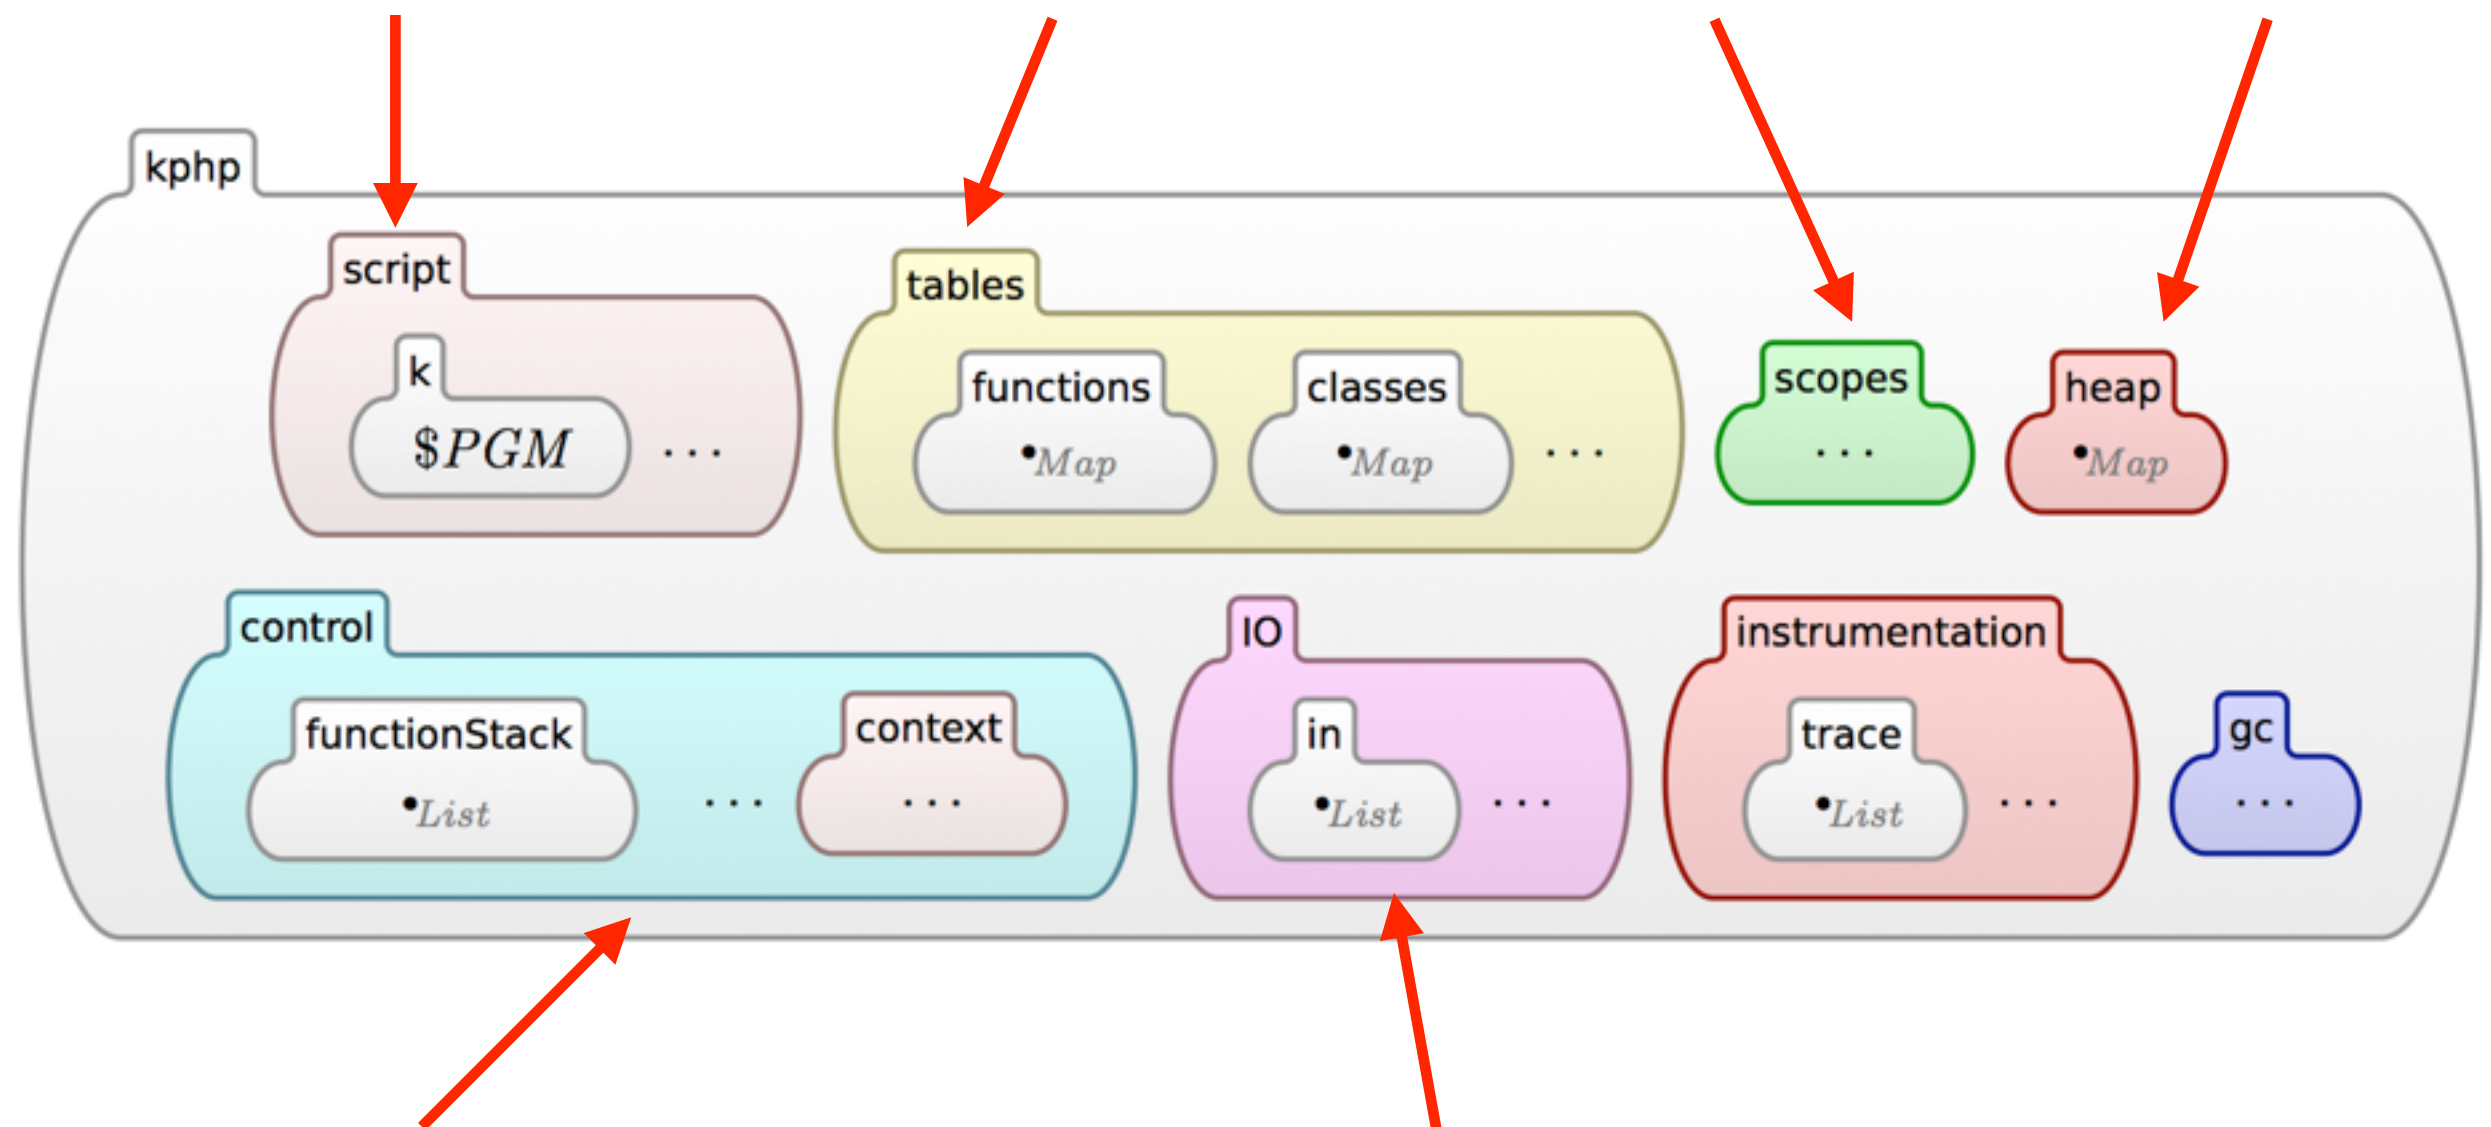 kphp
script
tables
scopes
heap
k
functions
classes
$PGM ...
•Map
•Map ...
...
•Map
control
IO
instrumentation
functionStack
context
in
trace
gc
•List ...
...
•List ...
•List ...
...